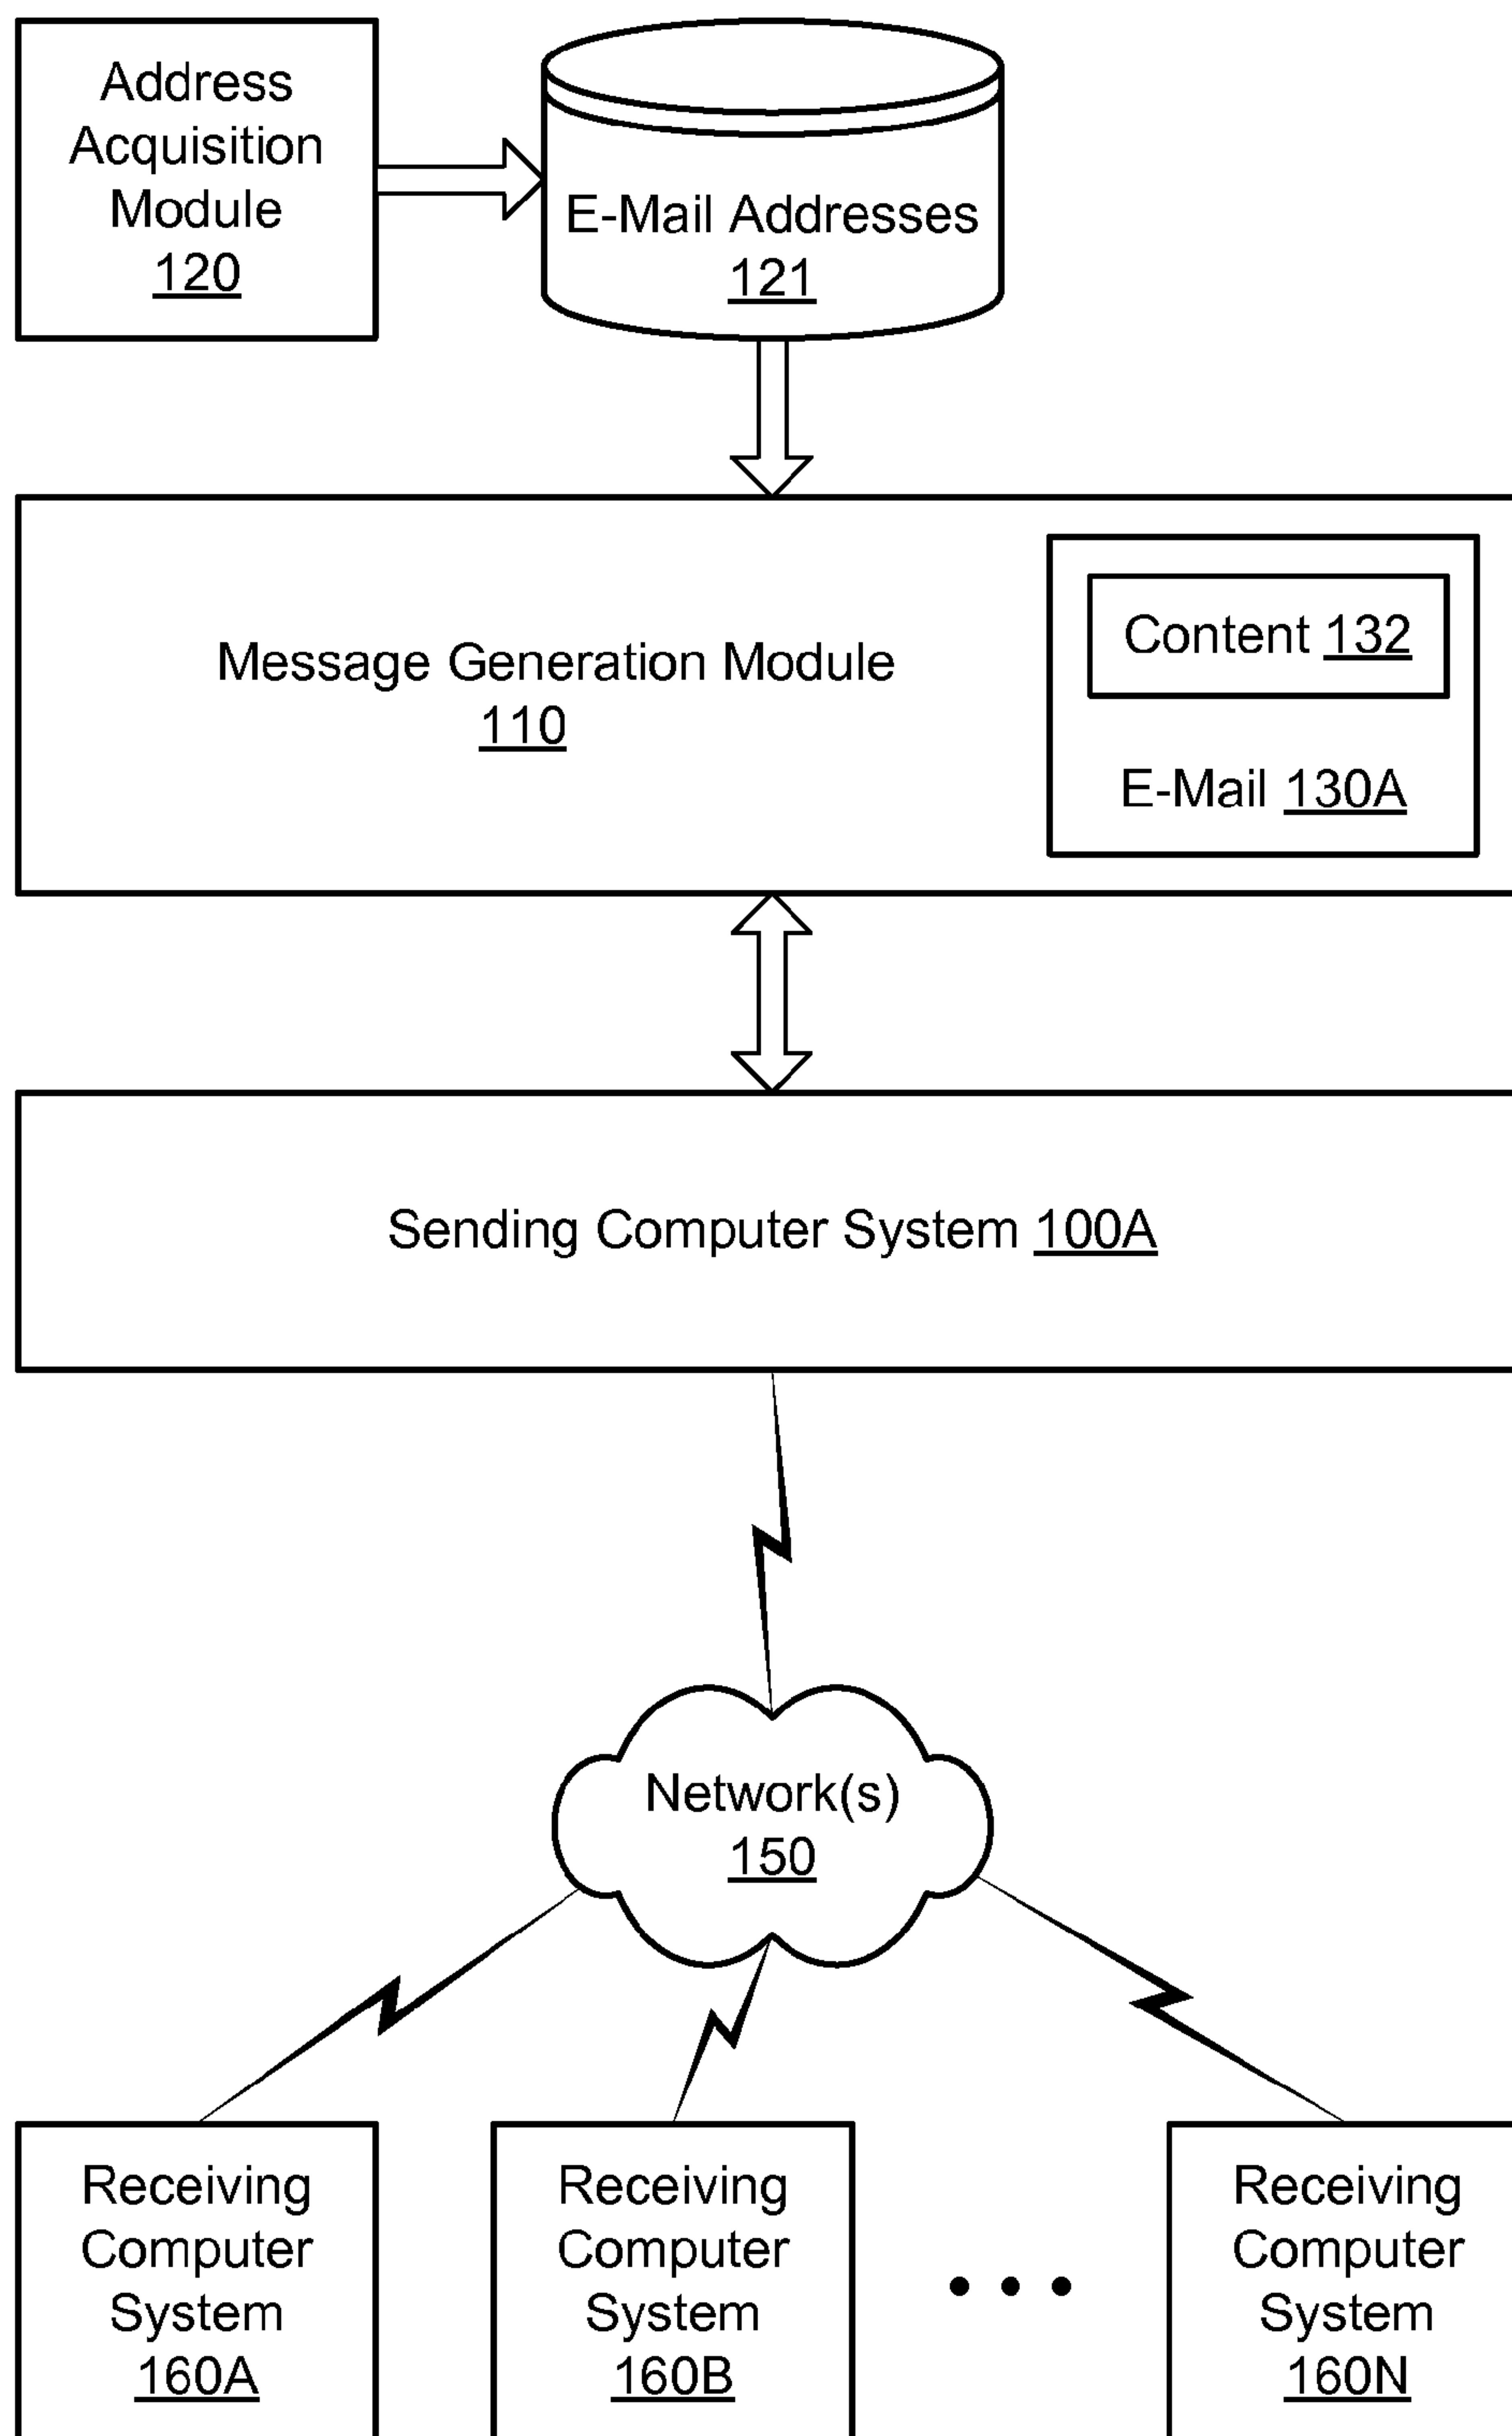 Address
Acquisition
Module
120
E-Mail Addresses
121
Message Generation Module
110
Content 132
E-Mail 130A
Sending Computer System 100A
Network(s)
150
Receiving
Computer
System
160A
Receiving
Computer
System
160B
Receiving
Computer
System
160N